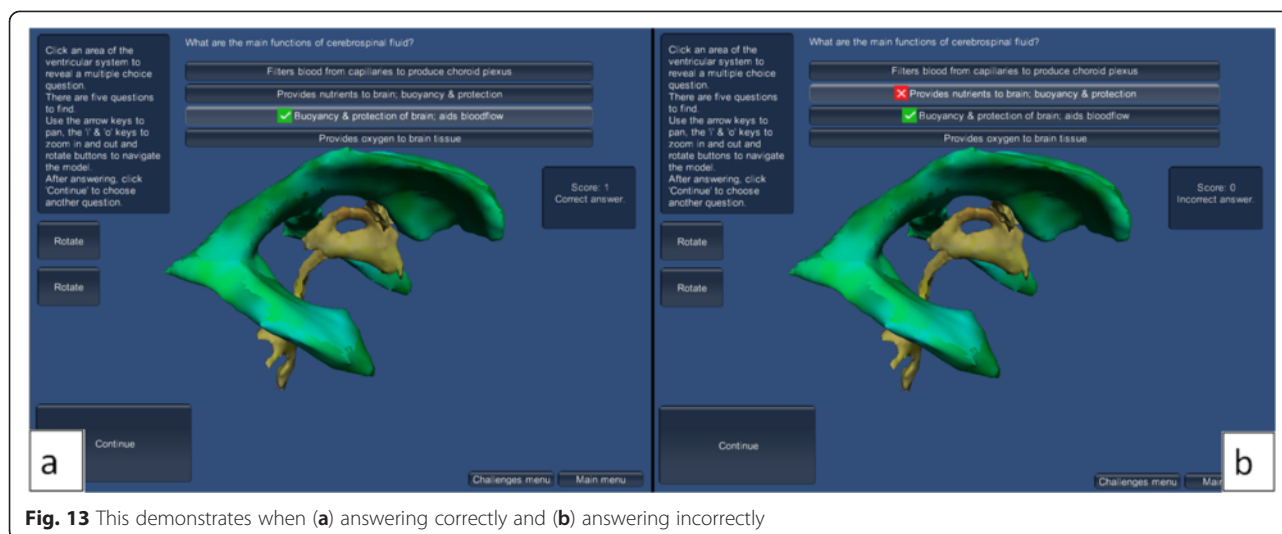 Click an area of the
ventricular system to
reveal a multiple choice
question.
There are five questions
to find.
Use the arrow keys to
pan, the 'i' & 'o' keys to
zoom in and out and
rotate buttons to navigate
the model.
After answering, click
'Continue' to choose
another question.
Rotate
Rotate
What are the main functions of cerebrospinal fluid?
Filters blood from capillaries to produce choroid plexus
Provides nutrients to brain; buoyancy & protection
Buoyancy & protection of brain; aids bloodflow
Provides oxygen to brain tissue
Score: 1
Correct answer.
Continue
Challenges menu
Main menu
a
Click an area of the
ventricular system to
reveal a multiple choice
question.
There are five questions
to find.
Use the arrow keys to
pan, the 'i' & 'o' keys to
zoom in and out and
rotate buttons to navigate
the model.
After answering, click
'Continue' to choose
another question.
Rotate
Rotate
What are the main functions of cerebrospinal fluid?
Filters blood from capillaries to produce choroid plexus
Provides nutrients to brain; buoyancy & protection
Buoyancy & protection of brain; aids bloodflow
Provides oxygen to brain tissue
Score: 0
Incorrect answer.
Continue
Challenges menu
Mai
b
Fig. 13 This demonstrates when (a) answering correctly and (b) answering incorrectly